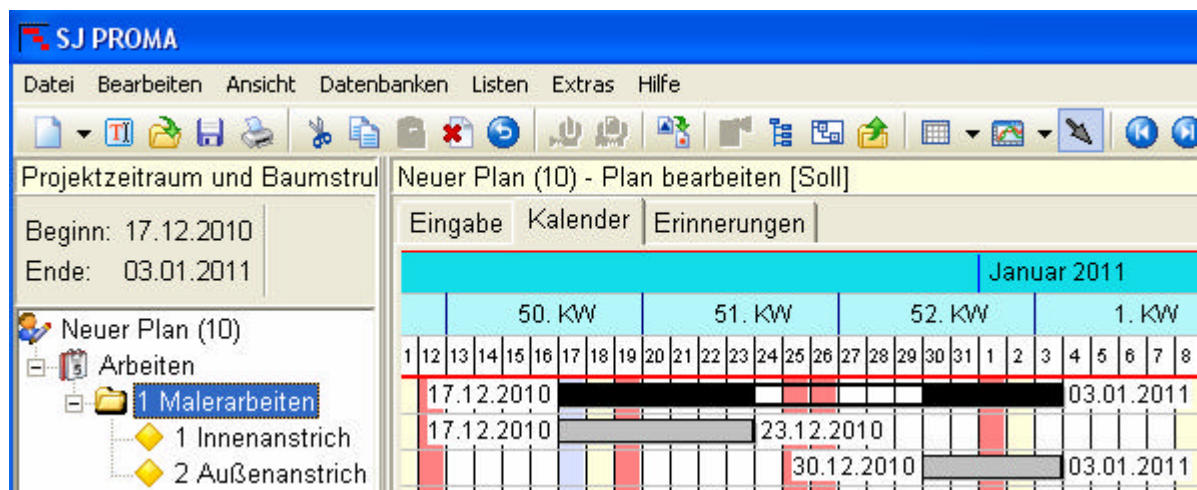 SJ PROMA
Datei Bearbeiten Ansicht Datenbanken Listen Extras Hilfe
Projektzeitraum und Baumstruk
Beginn: 17.12.2010
Ende: 03.01.2011
Neuer Plan (10)
Arbeiten
1 Malerarbeiten
1 Innenanstrich
2 Außenanstrich
Neuer Plan (10) - Plan bearbeiten [Soll]
Eingabe Kalender Erinnerungen
Januar 2011
50. KW 51. KW 52. KW 1. KW
1 12 13 14 15 16 17 18 19 20 21 22 23 24 25 26 27 28 29 30 31 1 2 3 4 5 6 7 8
17.12.2010 03.01.2011
17.12.2010 23.12.2010
30.12.2010 03.01.2011